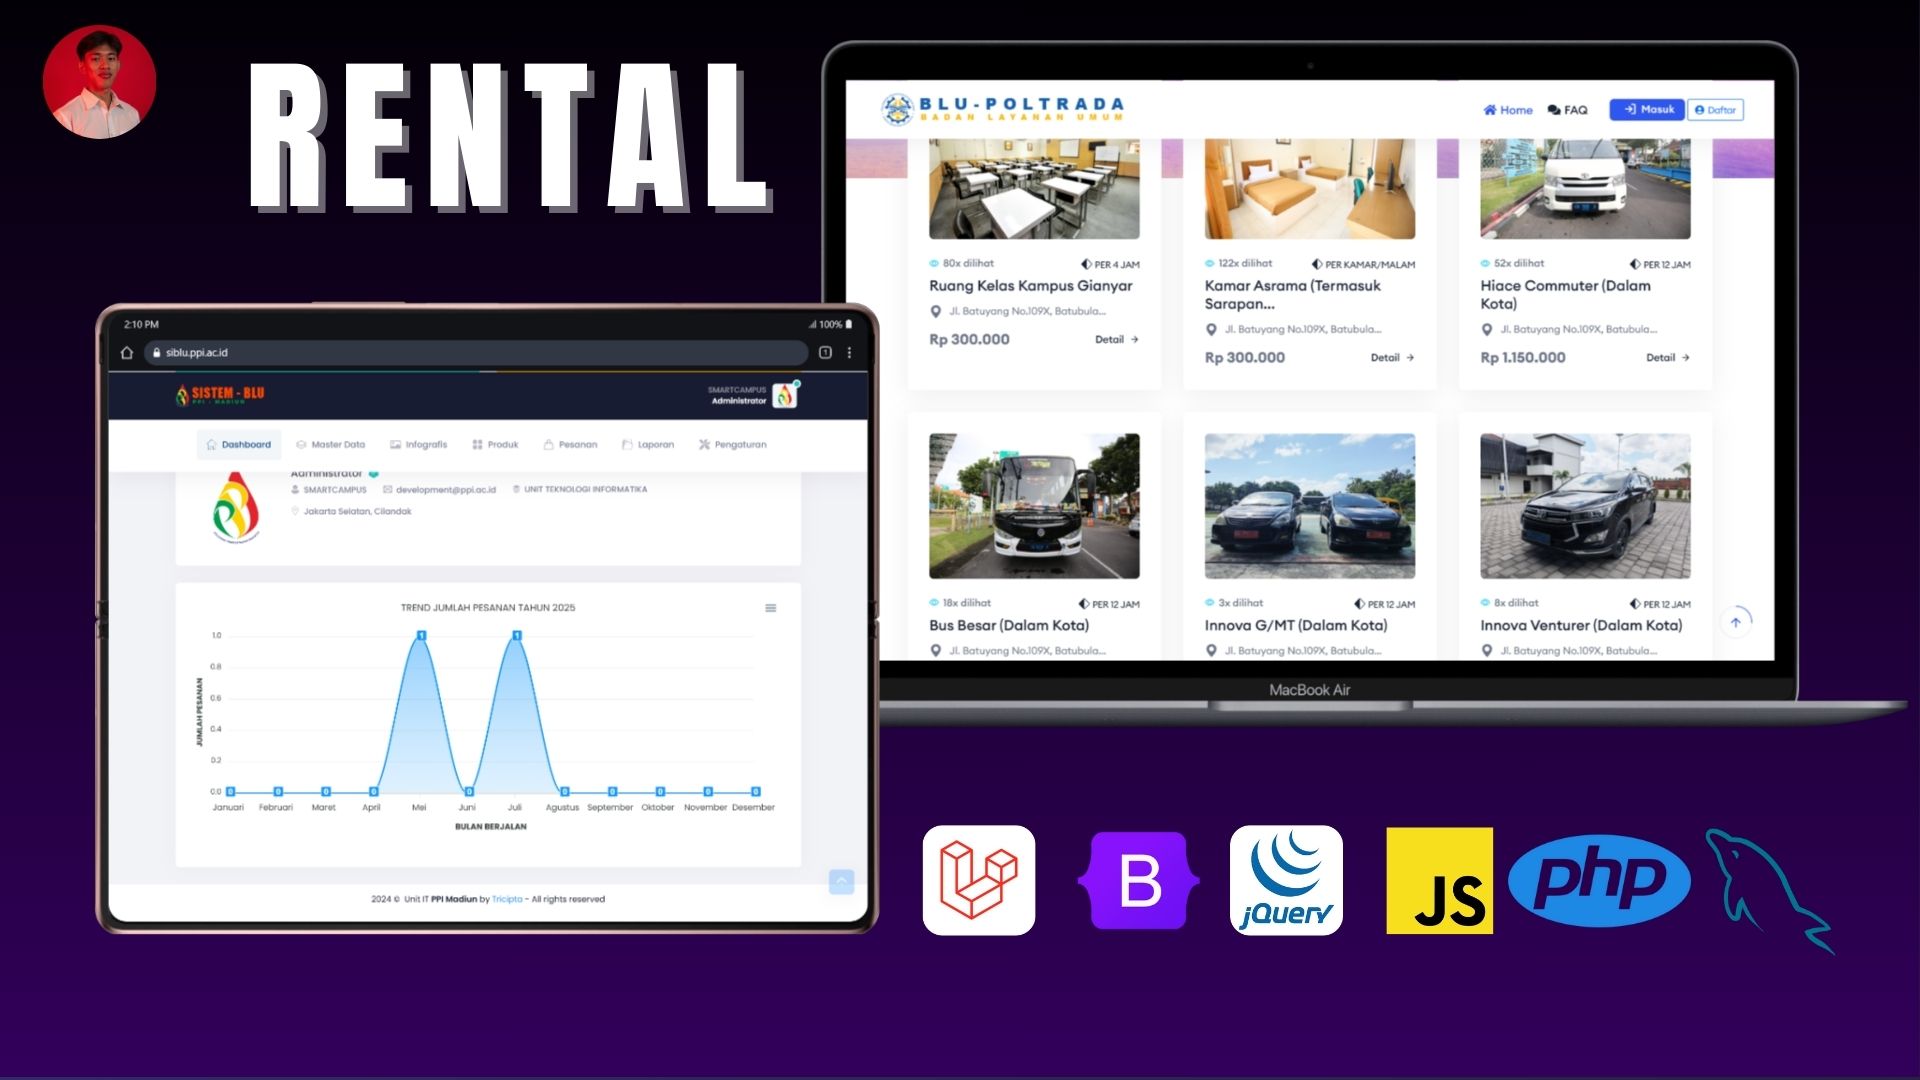 RENTAL
BLU-POLTRADA
BADAN LAYANAN UMUM
Home FAQ Masuk Daftar
80x dilihat PER 4 JAM
Ruang Kelas Kampus Gianyar
Jl. Batuyang No.109X, Batubula...
Rp 300.000 Detail →
122x dilihat PER KAMAR/MALAM
Kamar Asrama (Termasuk
Sarapan...
Jl. Batuyang No.109X, Batubula...
Rp 300.000 Detail →
52x dilihat PER 12 JAM
Hiace Commuter (Dalam
Kota)
Jl. Batuyang No.109X, Batubula...
Rp 1.150.000 Detail →
18x dilihat PER 12 JAM
Bus Besar (Dalam Kota)
Jl. Batuyang No.109X, Batubula...
3x dilihat PER 12 JAM
Innova G/MT (Dalam Kota)
Jl. Batuyang No.109X, Batubula...
8x dilihat PER 12 JAM
Innova Venturer (Dalam Kota)
Jl. Batuyang No.109X, Batubula...
MacBook Air
2:10 PM 100%
siblu.ppi.ac.id 1
SISTEM - BLU
PPI - MADIUN
SMARTCAMPUS
Administrator
Dashboard Master Data Infografis Produk Pesanan Laporan Pengaturan
Administrator
SMARTCAMPUS development@ppi.ac.id UNIT TEKNOLOGI INFORMATIKA
Jakarta Selatan, Cilandak
TREND JUMLAH PESANAN TAHUN 2025
JUMLAH PESANAN
1.0
0.8
0.6
0.4
0.2
0.0
0 0 0 0 1 0 1 0 0 0 0 0
Januari Februari Maret April Mei Juni Juli Agustus September Oktober November Desember
BULAN BERJALAN
2024 © Unit IT PPI Madiun by Tricipta - All rights reserved
B
jQuery
JS
php